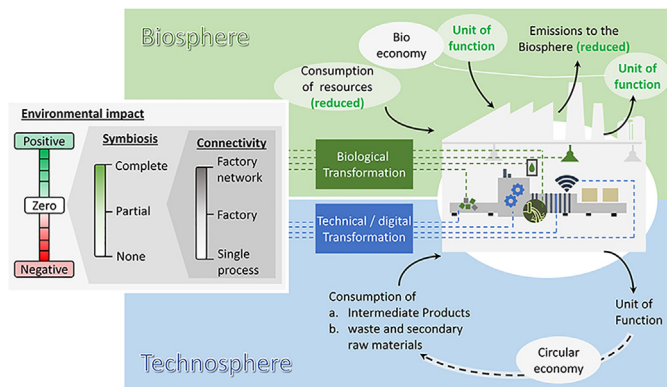 Biosphere
Bio
economy
Unit of
function
Emissions to the
Biosphere (reduced)
Unit of
function
Consumption
of resources
(reduced)
Environmental impact
Positive
Zero
Negative
Symbiosis
Complete
Partial
None
Connectivity
Factory
network
Factory
Single
process
Biological
Transformation
Technical / digital
Transformation
Consumption of
a. Intermediate Products
b. waste and secondary
raw materials
Unit of
Function
Circular
economy
Technosphere